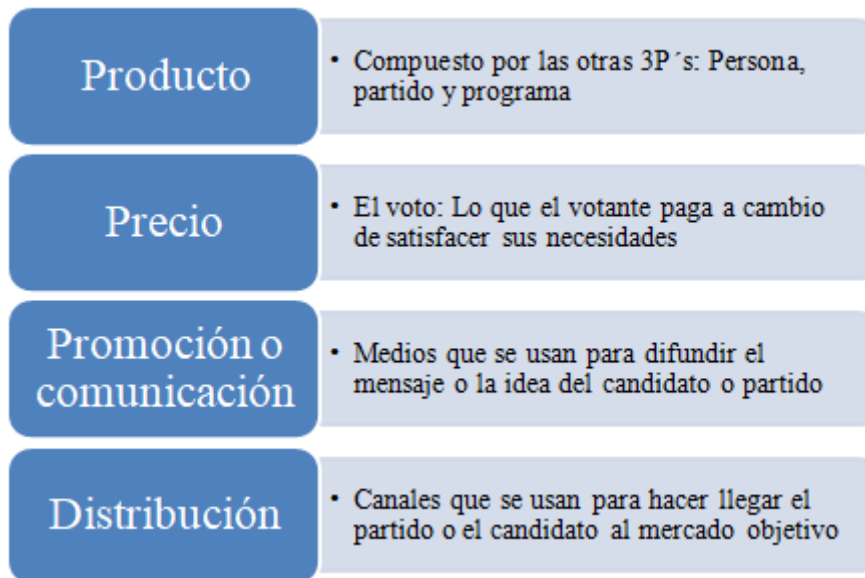 Producto
• Compuesto por las otras 3P´s: Persona,
partido y programa
Precio
• El voto: Lo que el votante paga a cambio
de satisfacer sus necesidades
Promoción o
comunicación
• Medios que se usan para difundir el
mensaje o la idea del candidato o partido
Distribución
• Canales que se usan para hacer llegar el
partido o el candidato al mercado objetivo